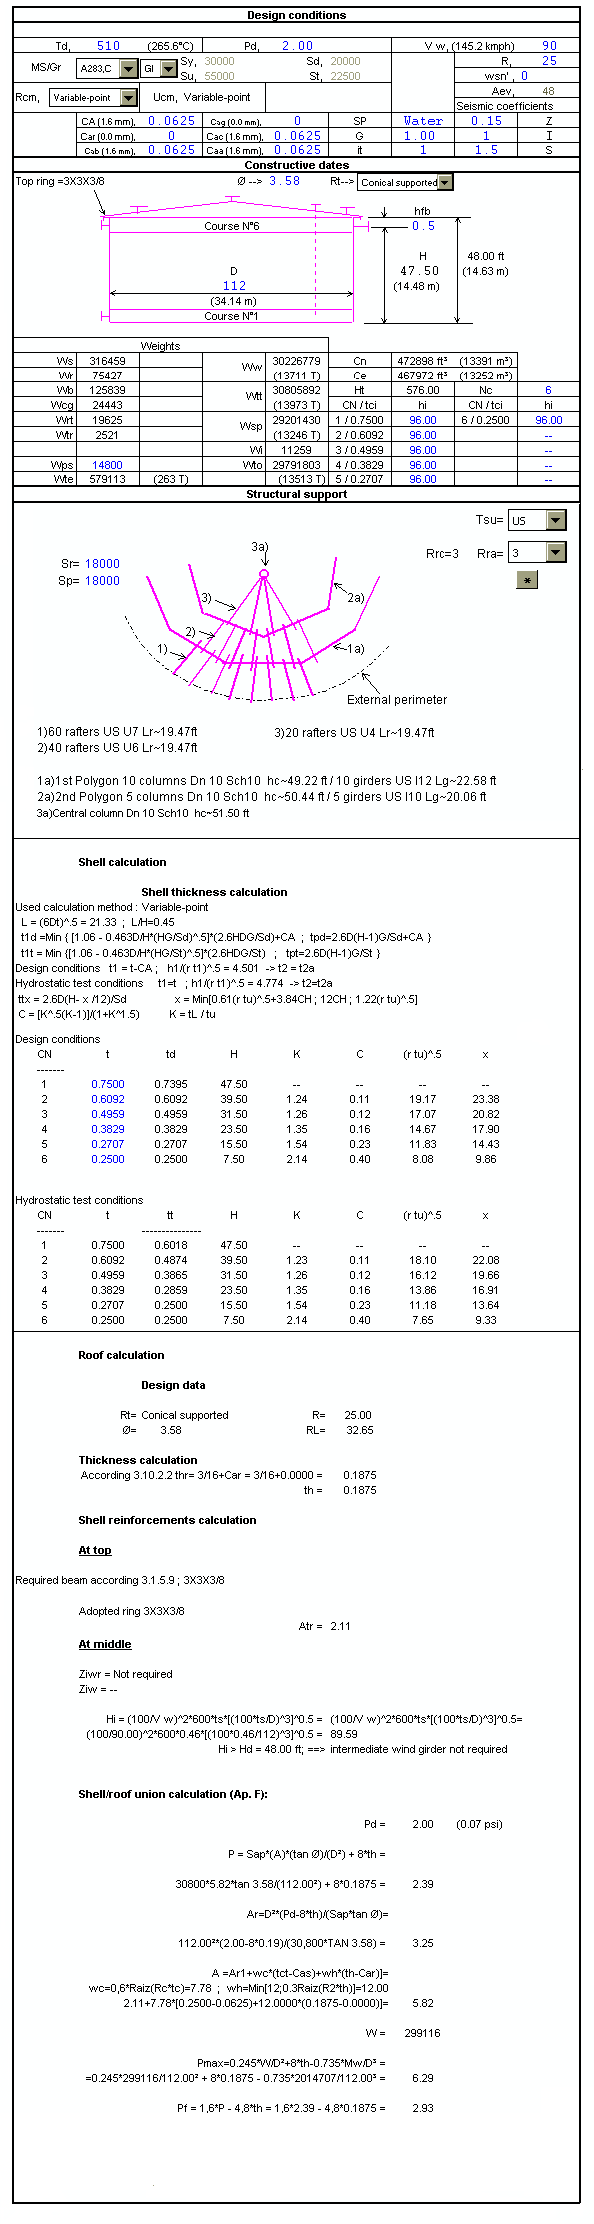 Design conditions
Td, 510 (265.6°C) Pd, 2.00 V w, (145.2 kmph) 90
MS/Gr A283,C GI Sy, 30000 Sd, 20000 R, 25
Su, 55000 St, 22500 wsn', 0
Rcm, Variable-point Ucm, Variable-point Aev, 48
Seismic coefficients
CA (1.6 mm), 0.0625 Cag (0.0 mm), 0 SP Water 0.15 Z
Car (0.0 mm) 0 Cac (1.6 mm), 0.0625 G 1.00 1 I
Cab (1.6 mm) 0.0625 Caa (1.6 mm), 0.0625 it 1 1.5 S
Constructive dates
Top ring =3X3X3/8 Ø --> 3.58 Rt--> Conical supported
hfb
Course N°6 0.5
H 48.00 ft
D 47.50 (14.63 m)
112 (14.48 m)
(34.14 m)
Course N°1
Weights
Ws 316459 Ww 30226779 Cn 472898 ft³ (13391 m³)
Wr 75427 (13711 T) Ce 467972 ft³ (13252 m³)
Wb 125839 Wtt 30805892 Ht 576.00 Nc 6
Wcg 24443 (13973 T) CN / tci hi CN / tci hi
Wrt 19625 Wsp 29201430 1 / 0.7500 96.00 6 / 0.2500 96.00
Wtr 2521 (13246 T) 2 / 0.6092 96.00 --
Wi 11259 3 / 0.4959 96.00 --
Wps 14800 Wto 29791803 4 / 0.3829 96.00 --
Wte 579113 (263 T) (13513 T) 5 / 0.2707 96.00 --
Structural support
Tsu= US
Sr= 18000 3a) Rrc=3 Rra= 3
Sp= 18000 *
3) 2a)
2)
1) 1a)
External perimeter
1)60 rafters US U7 Lr~19.47ft 3)20 rafters US U4 Lr~19.47ft
2)40 rafters US U6 Lr~19.47ft
1a)1st Polygon 10 columns Dn 10 Sch10 hc~49.22 ft / 10 girders US I12 Lg~22.58 ft
2a)2nd Polygon 5 columns Dn 10 Sch10 hc~50.44 ft / 5 girders US I10 Lg~20.06 ft
3a)Central column Dn 10 Sch10 hc~51.50 ft
Shell calculation
Shell thickness calculation
Used calculation method : Variable-point
L = (6Dt)^.5 = 21.33 ; L/H=0.45
t1d =Min { [1.06 - 0.463D/H*(HG/Sd)^.5]*(2.6HDG/Sd)+CA ; tpd=2.6D(H-1)G/Sd+CA }
t1t = Min {[1.06 - 0.463D/H*(HG/St)^.5]*(2.6HDG/St) ; tpt=2.6D(H-1)G/St }
Design conditions t1 = t-CA ; h1/(r t1)^.5 = 4.501 -> t2 = t2a
Hydrostatic test conditions t1=t ; h1/(r t1)^.5 = 4.774 -> t2=t2a
ttx = 2.6D(H- x /12)/Sd x = Min[0.61(r tu)^.5+3.84CH ; 12CH ; 1.22(r tu)^.5]
C = [K^.5(K-1)]/(1+K^1.5) K = tL / tu
Design conditions
CN t td H K C (r tu)^.5 x
-------
1 0.7500 0.7395 47.50 -- -- -- --
2 0.6092 0.6092 39.50 1.24 0.11 19.17 23.38
3 0.4959 0.4959 31.50 1.26 0.12 17.07 20.82
4 0.3829 0.3829 23.50 1.35 0.16 14.67 17.90
5 0.2707 0.2707 15.50 1.54 0.23 11.83 14.43
6 0.2500 0.2500 7.50 2.14 0.40 8.08 9.86
Hydrostatic test conditions
CN t tt H K C (r tu)^.5 x
------- ---------------
1 0.7500 0.6018 47.50 -- -- -- --
2 0.6092 0.4874 39.50 1.23 0.11 18.10 22.08
3 0.4959 0.3865 31.50 1.26 0.12 16.12 19.66
4 0.3829 0.2859 23.50 1.35 0.16 13.86 16.91
5 0.2707 0.2500 15.50 1.54 0.23 11.18 13.64
6 0.2500 0.2500 7.50 2.14 0.40 7.65 9.33
Roof calculation
Design data
Rt= Conical supported R= 25.00
Ø= 3.58 RL= 32.65
Thickness calculation
According 3.10.2.2 thr= 3/16+Car = 3/16+0.0000 = 0.1875
th = 0.1875
Shell reinforcements calculation
At top
Required beam according 3.1.5.9 ; 3X3X3/8
Adopted ring 3X3X3/8
Atr = 2.11
At middle
Ziwr = Not required
Ziw = --
Hi = (100/V w)^2*600*ts*[(100*ts/D)^3]^0.5 = (100/V w)^2*600*ts*[(100*ts/D)^3]^0.5=
(100/90.00)^2*600*0.46*[(100*0.46/112)^3]^0.5 = 89.59
Hi > Hd = 48.00 ft; ==> intermediate wind girder not required
Shell/roof union calculation (Ap. F):
Pd = 2.00 (0.07 psi)
P = Sap*(A)*(tan Ø)/(D²) + 8*th =
30800*5.82*tan 3.58/(112.00²) + 8*0.1875 = 2.39
Ar=D²*(Pd-8*th)/(Sap*tan Ø)=
112.00²*(2.00-8*0.19)/(30,800*TAN 3.58) = 3.25
A =Ar1+wc*(tct-Cas)+wh*(th-Car)]=
wc=0,6*Raiz(Rc*tc)=7.78 ; wh=Min[12;0.3Raiz(R2*th)]=12.00
2.11+7.78*[0.2500-0.0625)+12.0000*(0.1875-0.0000)]= 5.82
W = 299116
Pmax=0.245*W/D²+8*th-0.735*Mw/D³ =
=0.245*299116/112.00² + 8*0.1875 - 0.735*2014707/112.00³ = 6.29
Pf = 1,6*P - 4,8*th = 1,6*2.39 - 4,8*0.1875 = 2.93